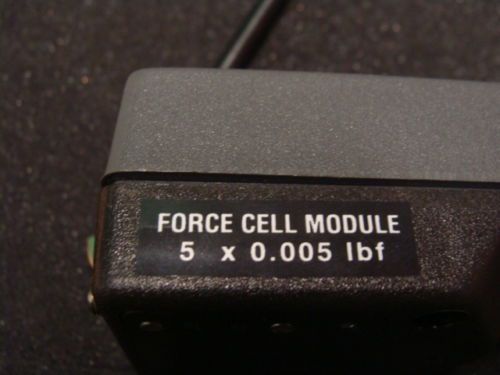 FORCE CELL MODULE
5 x 0.005 lbf